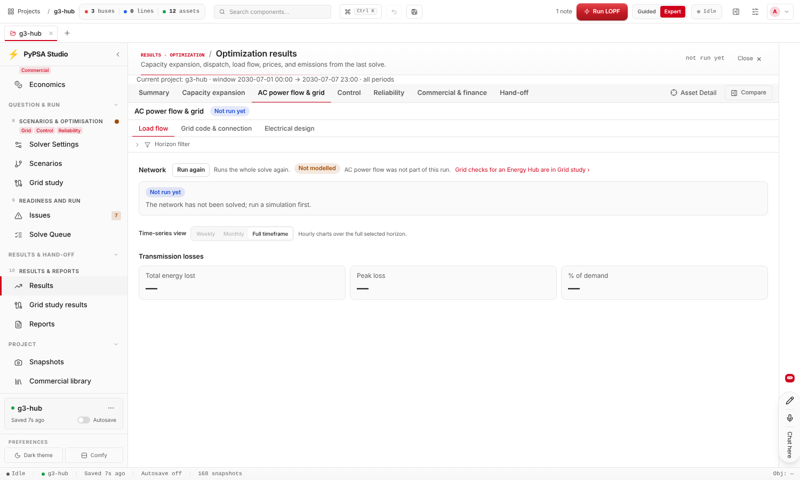 Projects / g3-hub 3 buses 0 lines 12 assets Search components... Ctrl K 1 note Run LOPF Guided Expert Idle A
g3-hub
PyPSA Studio
Commercial
Economics
QUESTION & RUN
9 SCENARIOS & OPTIMISATION
Grid Control Reliability
Solver Settings
Scenarios
Grid study
9 READINESS AND RUN
Issues 7
Solve Queue
RESULTS & HAND-OFF
10 RESULTS & REPORTS
Results
Grid study results
Reports
PROJECT
Snapshots
Commercial library
g3-hub
Saved 7s ago Autosave
PREFERENCES
Dark theme Comfy
RESULTS · OPTIMIZATION / Optimization results
Capacity expansion, dispatch, load flow, prices, and emissions from the last solve.
not run yet Close
Current project: g3-hub · window 2030-07-01 00:00 → 2030-07-07 23:00 · all periods
Summary Capacity expansion AC power flow & grid Control Reliability Commercial & finance Hand-off Asset Detail Compare
AC power flow & grid Not run yet
Load flow Grid code & connection Electrical design
Horizon filter
Network Run again Runs the whole solve again. Not modelled AC power flow was not part of this run. Grid checks for an Energy Hub are in Grid study ›
Not run yet
The network has not been solved; run a simulation first.
Time-series view Weekly Monthly Full timeframe Hourly charts over the full selected horizon.
Transmission losses
Total energy lost Peak loss % of demand
— — —
Chat here
Idle g3-hub Saved 7s ago Autosave off 168 snapshots Obj: —